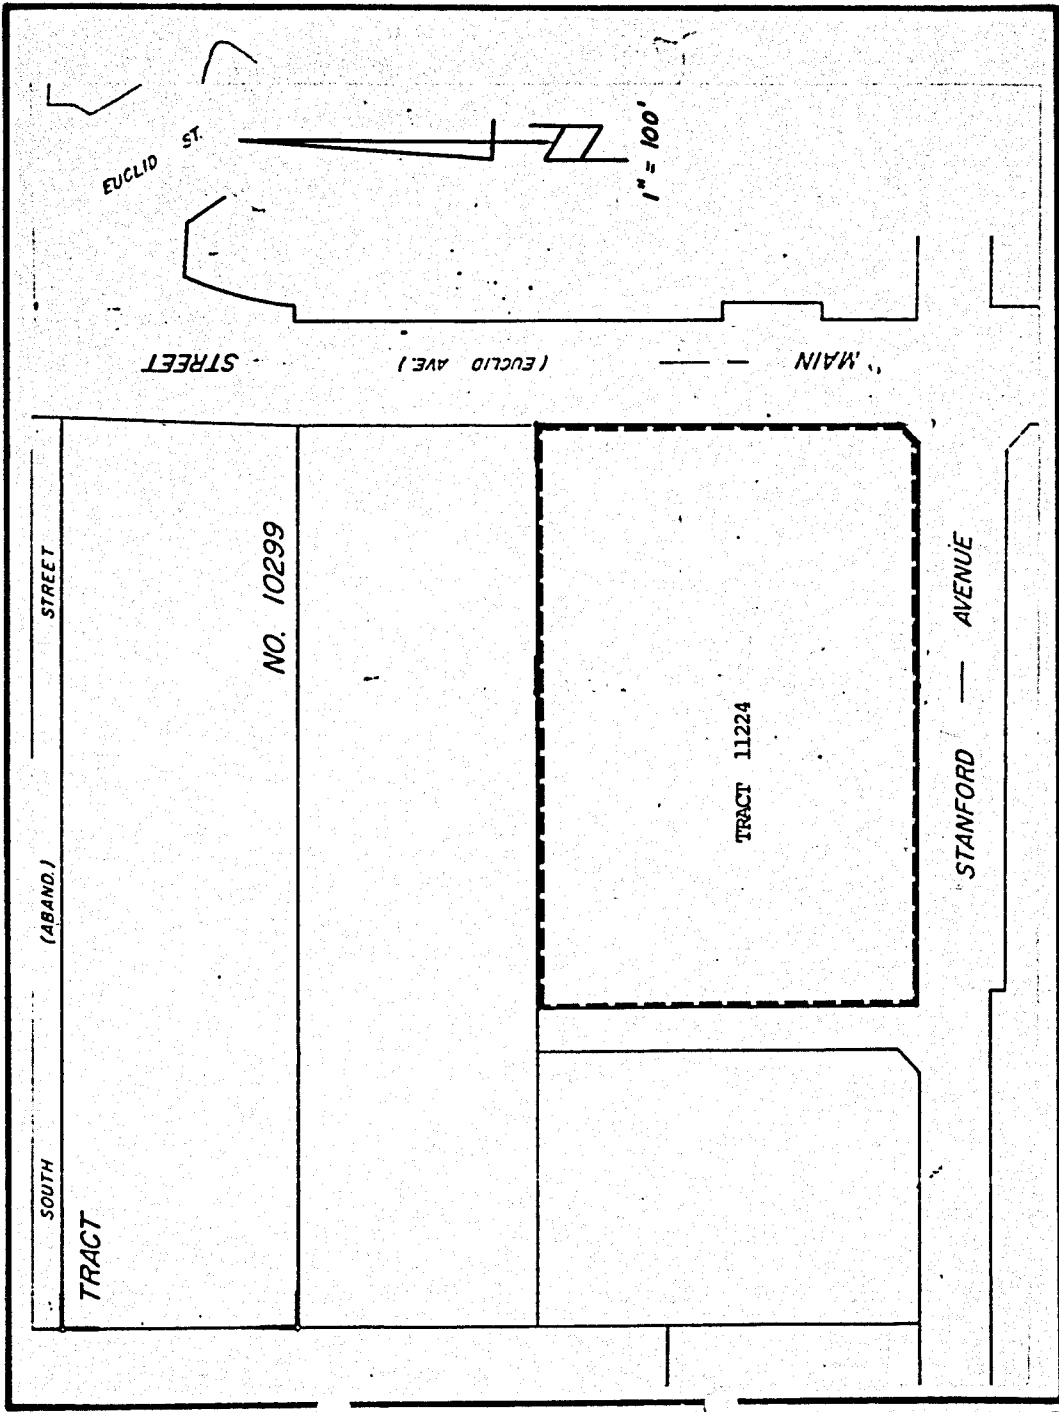 EUCLID ST.
N
1" = 100'
"MAIN — — STREET
(EUCLID AVE.)
SOUTH (ABAND.) STREET
TRACT NO. 10299
TRACT 11224
STANFORD — AVENUE